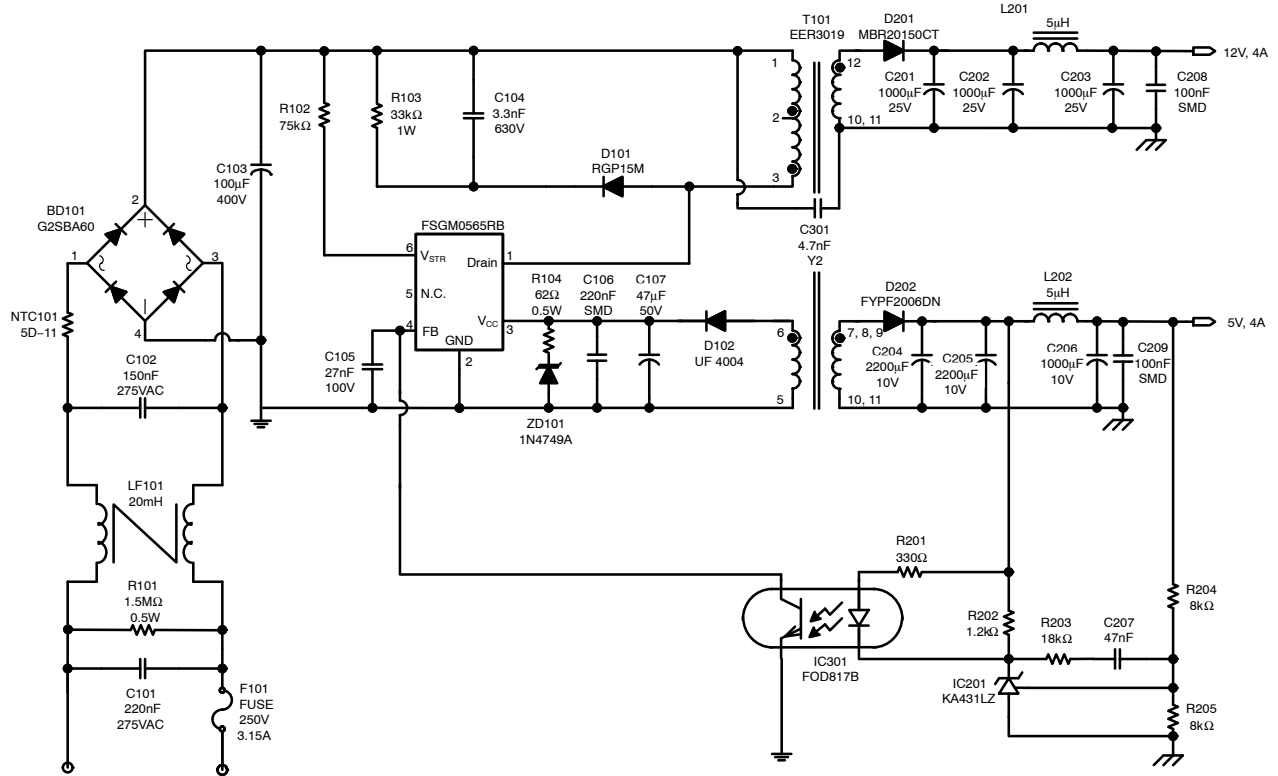 T101
EER3019
D201
MBR20150CT
L201
5μH
1
2
3
12
10, 11
12V, 4A
C201
1000μF
25V
C202
1000μF
25V
C203
1000μF
25V
C208
100nF
SMD
R102
75kΩ
R103
33kΩ
1W
C104
3.3nF
630V
D101
RGP15M
C103
100μF
400V
C301
4.7nF
Y2
BD101
G2SBA60
2
1
3
4
NTC101
5D−11
FSGM0565RB
6
VSTR
Drain
1
5
N.C.
4
FB
VCC
3
GND
2
R104
62Ω
0.5W
C106
220nF
SMD
C107
47μF
50V
D102
UF 4004
ZD101
1N4749A
C105
27nF
100V
6
5
7, 8, 9
10, 11
D202
FYPF2006DN
L202
5μH
5V, 4A
C204
2200μF
10V
C205
2200μF
10V
C206
1000μF
10V
C209
100nF
SMD
C102
150nF
275VAC
LF101
20mH
R101
1.5MΩ
0.5W
C101
220nF
275VAC
F101
FUSE
250V
3.15A
R201
330Ω
R202
1.2kΩ
R203
18kΩ
C207
47nF
R204
8kΩ
IC301
FOD817B
IC201
KA431LZ
R205
8kΩ